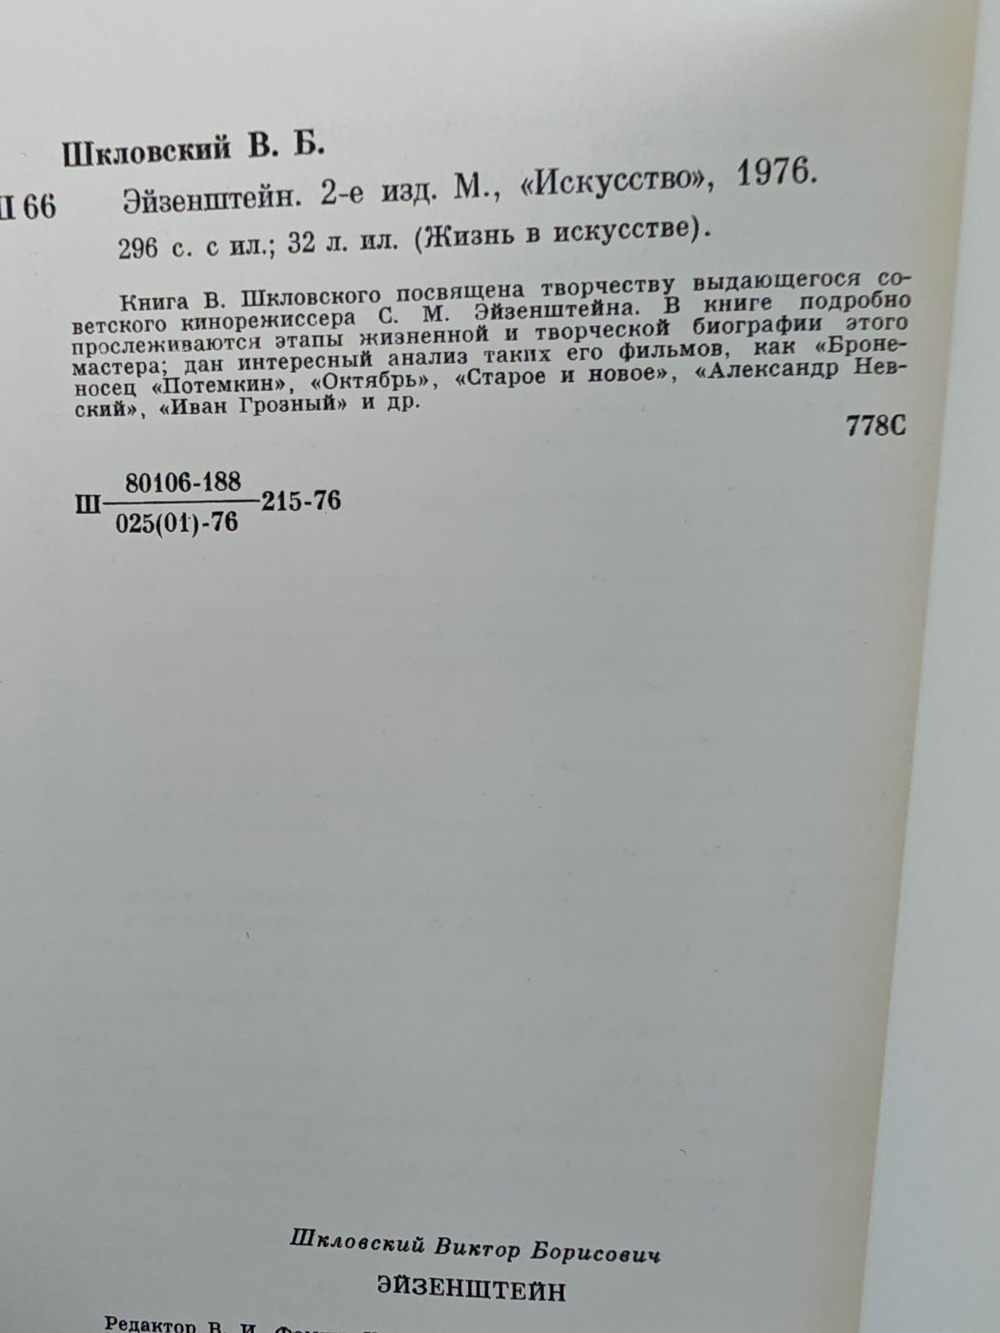 Шкловский В. Б.
66 Эйзенштейн. 2-е изд. М., «Искусство», 1976.
296 с. с ил.; 32 л. ил. (Жизнь в искусстве).
Книга В. Шкловского посвящена творчеству выдающегося со-
ветского кинорежиссера С. М. Эйзенштейна. В книге подробно
прослеживаются этапы жизненной и творческой биографии этого
мастера; дан интересный анализ таких его фильмов, как «Броне-
носец «Потемкин», «Октябрь», «Старое и новое», «Александр Нев-
ский», «Иван Грозный» и др.
778С
80106-188
Ш 215-76
025(01)-76
Шкловский Виктор Борисович
ЭЙЗЕНШТЕЙН
Редактор В. И.